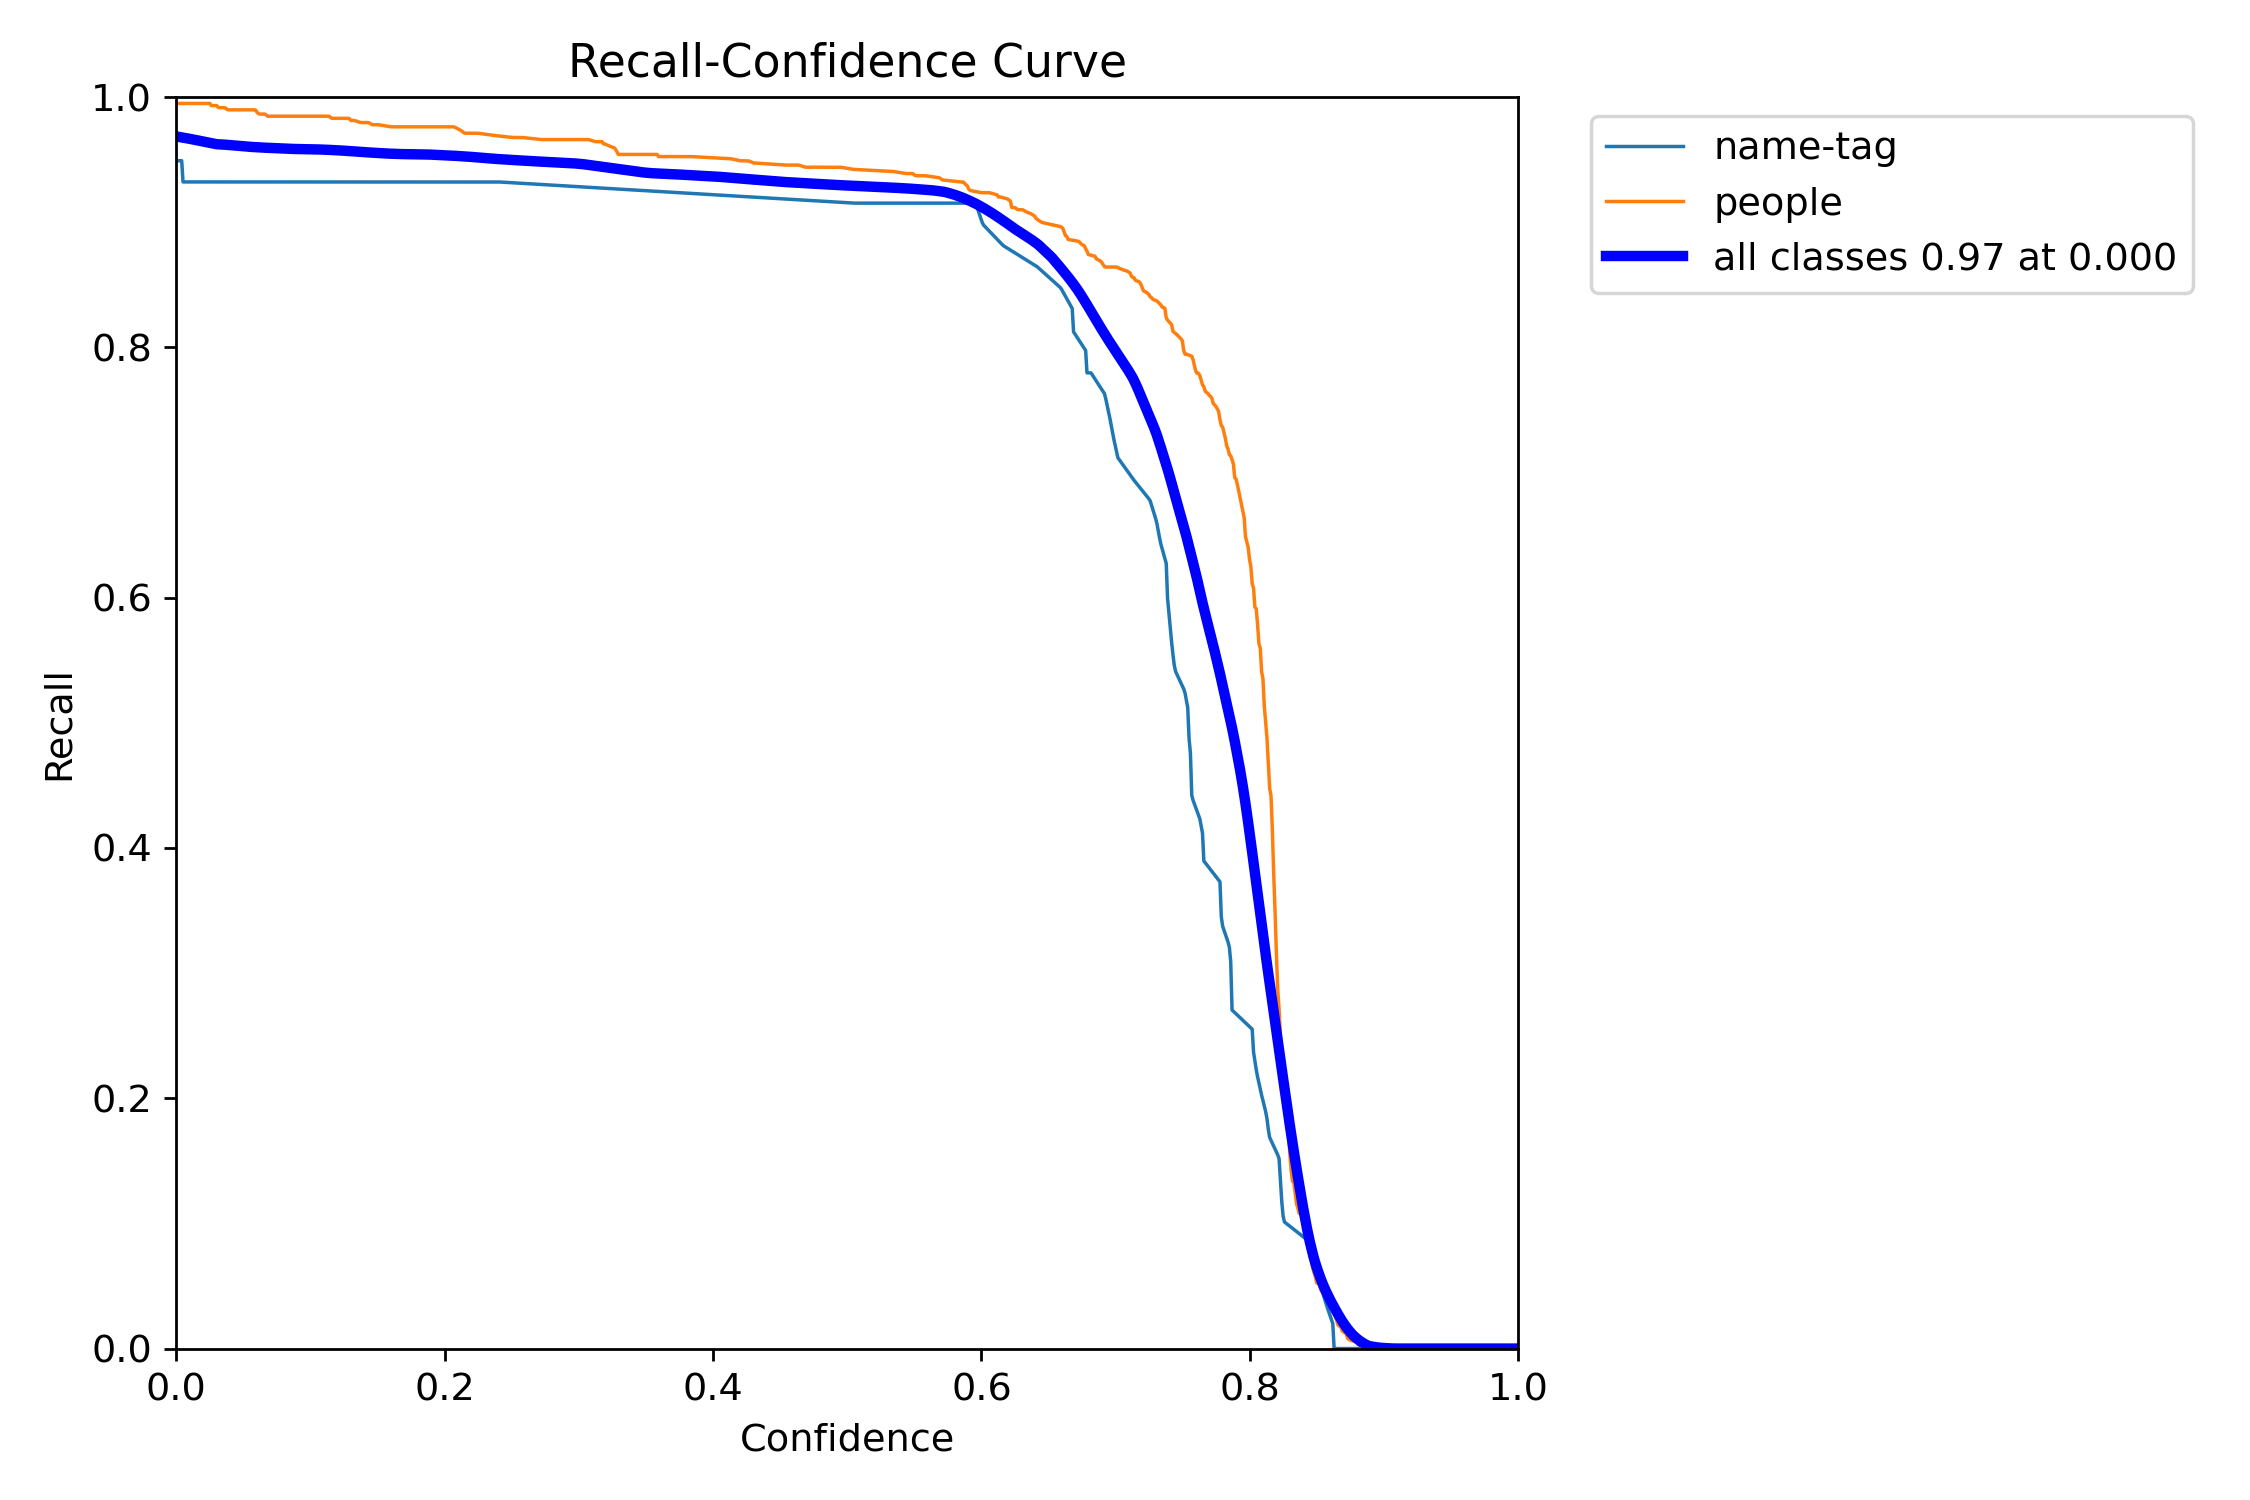 Recall-Confidence Curve
name-tag
people
all classes 0.97 at 0.000
Recall
1.0
0.8
0.6
0.4
0.2
0.0
0.0 0.2 0.4 0.6 0.8 1.0
Confidence